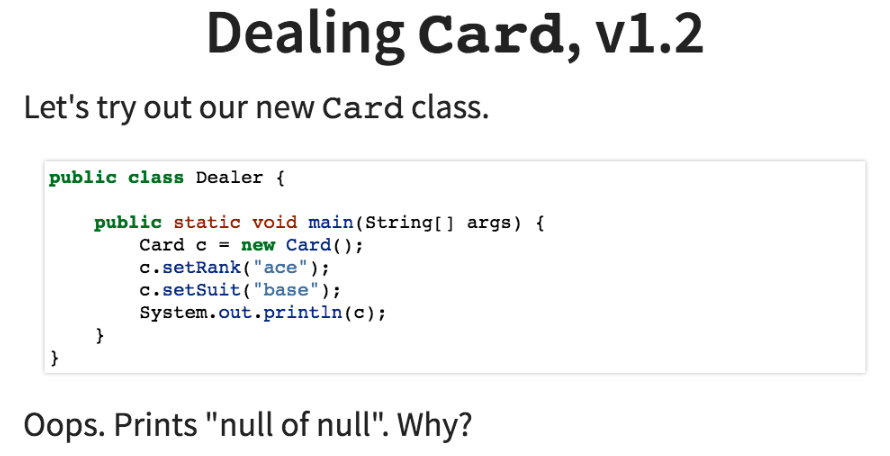 Dealing Card, v1.2
Let's try out our new Card class.
public class Dealer {
    public static void main(String[] args) {
        Card c = new Card();
        c.setRank("ace");
        c.setSuit("base");
        System.out.println(c);
    }
}
Oops. Prints "null of null". Why?